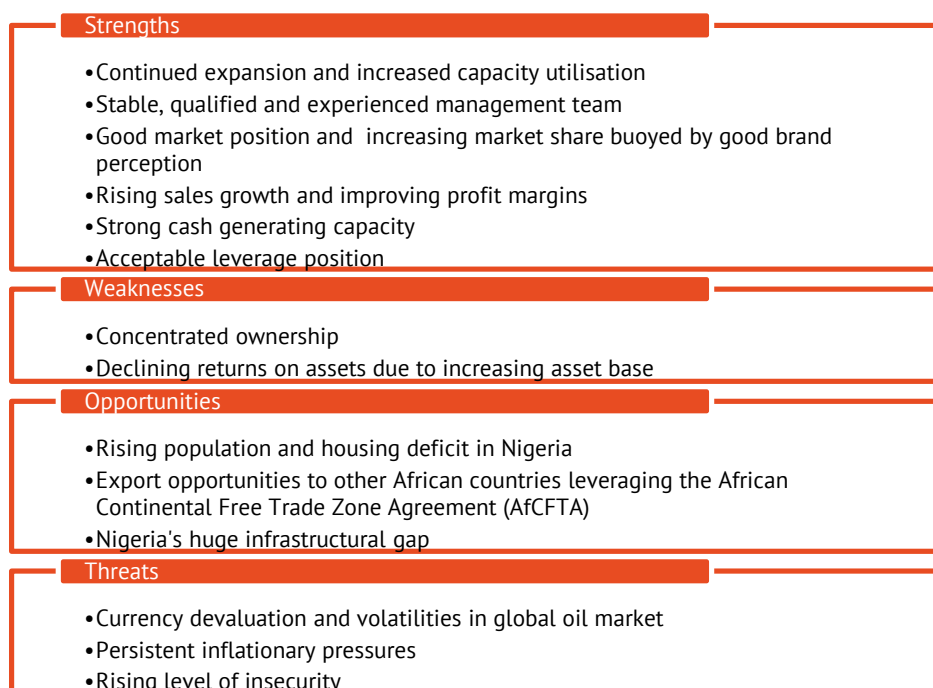 Strengths
•Continued expansion and increased capacity utilisation
•Stable, qualified and experienced management team
•Good market position and  increasing market share buoyed by good brand
perception
•Rising sales growth and improving profit margins
•Strong cash generating capacity
•Acceptable leverage position
Weaknesses
•Concentrated ownership
•Declining returns on assets due to increasing asset base
Opportunities
•Rising population and housing deficit in Nigeria
•Export opportunities to other African countries leveraging the African
Continental Free Trade Zone Agreement (AfCFTA)
•Nigeria's huge infrastructural gap
Threats
•Currency devaluation and volatilities in global oil market
•Persistent inflationary pressures
•Rising level of insecurity